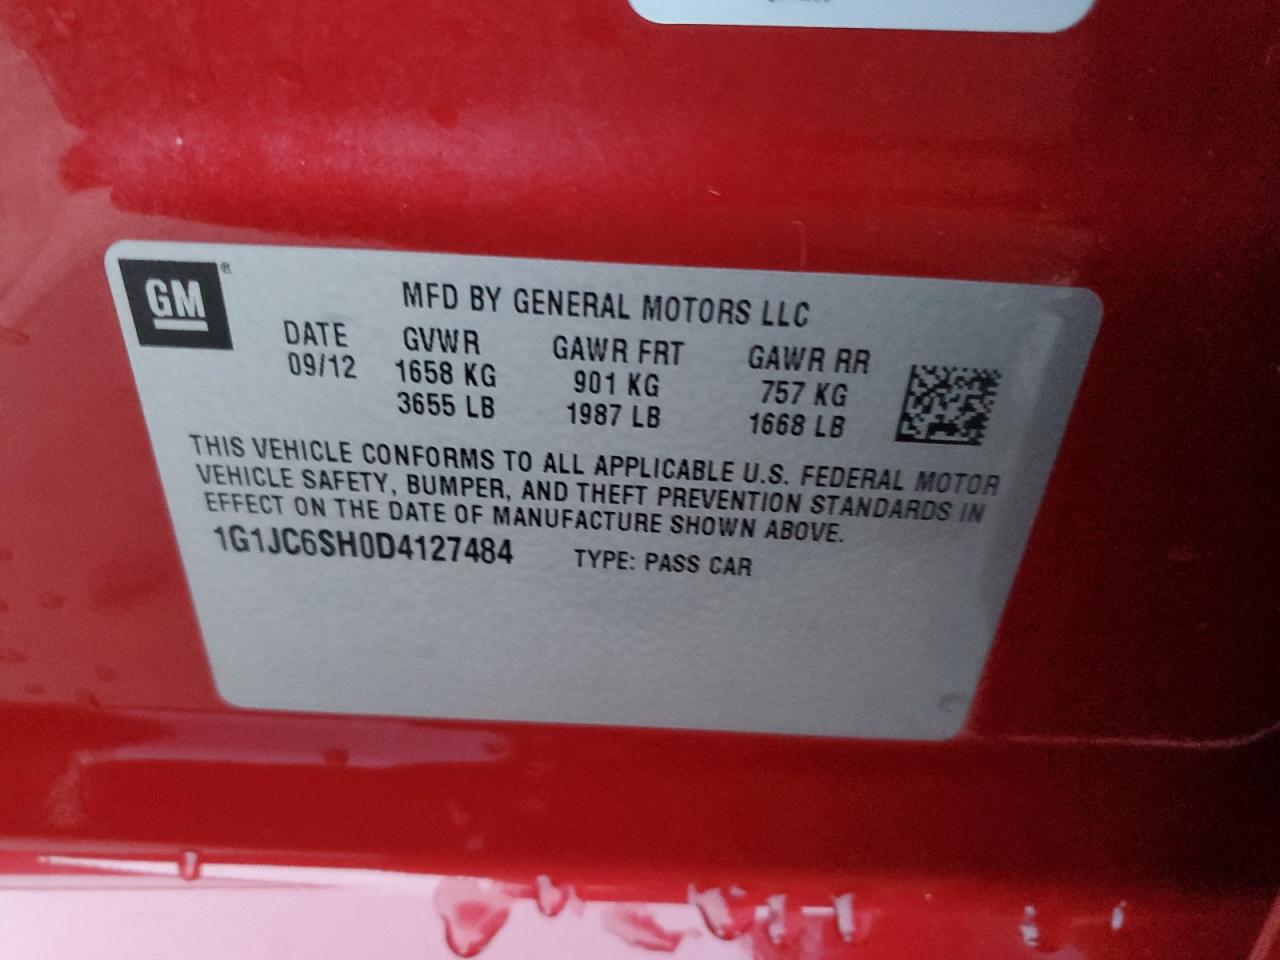 GM®
MFD BY GENERAL MOTORS LLC
DATE GVWR GAWR FRT GAWR RR
09/12 1658 KG 901 KG 757 KG
3655 LB 1987 LB 1668 LB
THIS VEHICLE CONFORMS TO ALL APPLICABLE U.S. FEDERAL MOTOR
VEHICLE SAFETY, BUMPER, AND THEFT PREVENTION STANDARDS IN
EFFECT ON THE DATE OF MANUFACTURE SHOWN ABOVE.
1G1JC6SH0D4127484 TYPE: PASS CAR